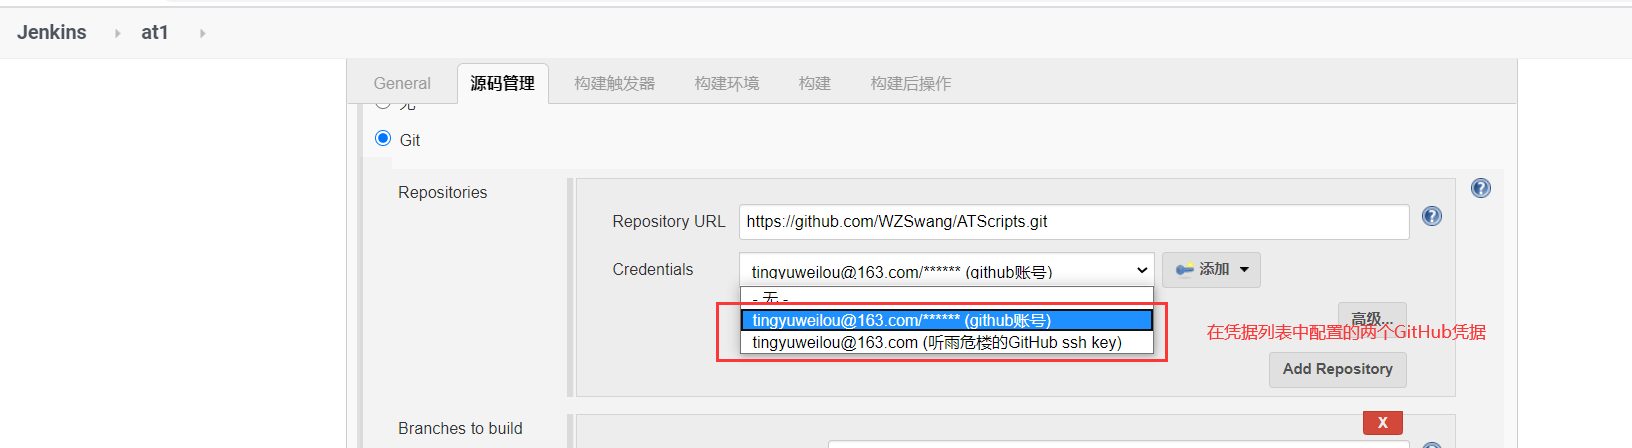 Jenkins at1
General 源码管理 构建触发器 构建环境 构建 构建后操作
无
Git
Repositories
Repository URL https://github.com/WZSwang/ATScripts.git
Credentials tingyuweilou@163.com/****** (github账号) 添加
- 无 -
tingyuweilou@163.com/****** (github账号)
tingyuweilou@163.com (听雨危楼的GitHub ssh key)
高级...
在凭据列表中配置的两个GitHub凭据
Add Repository
X
Branches to build